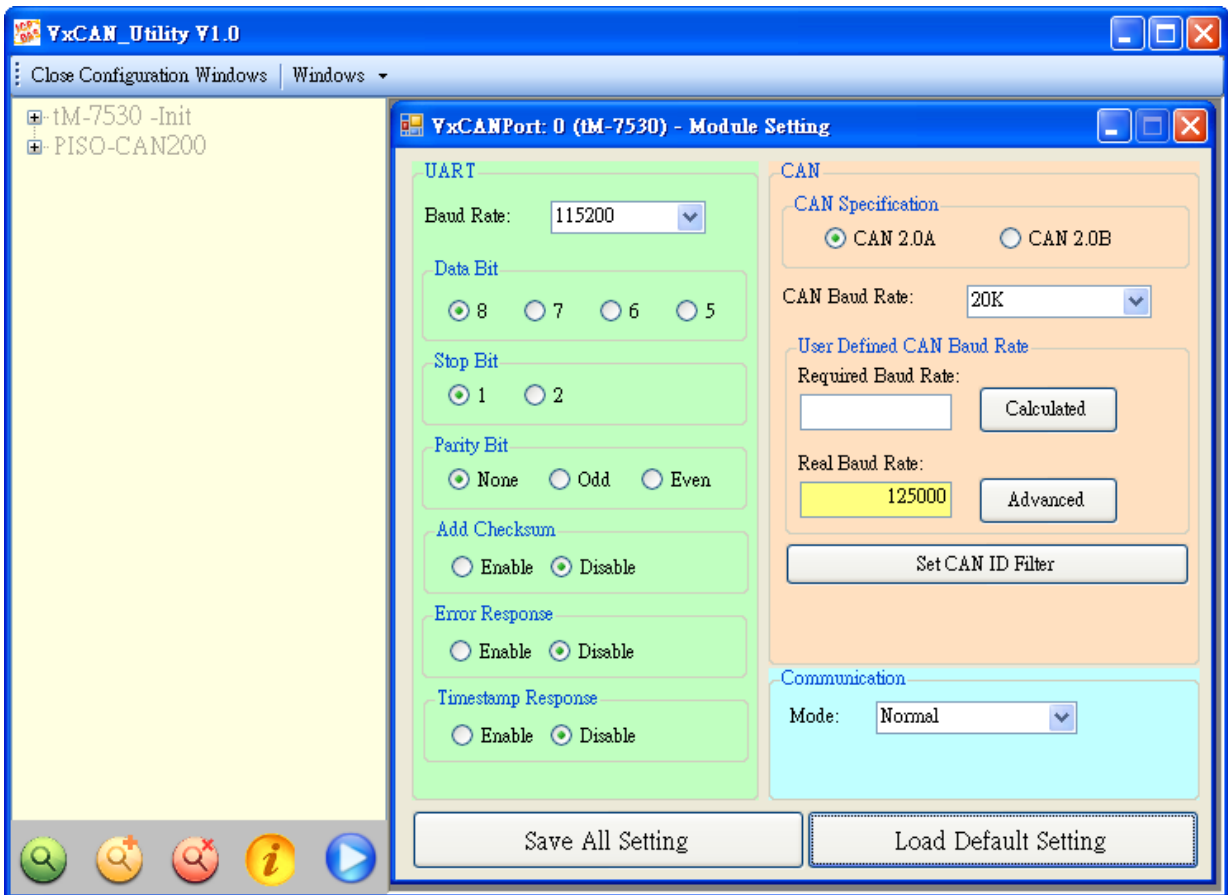 VxCAN_Utility V1.0
Close Configuration Windows
Windows
tM-7530 -Init
PISO-CAN200
VxCANPort: 0 (tM-7530) - Module Setting
UART
Baud Rate:
115200
Data Bit
8
7
6
5
Stop Bit
1
2
Parity Bit
None
Odd
Even
Add Checksum
Enable
Disable
Error Response
Enable
Disable
Timestamp Response
Enable
Disable
CAN
CAN Specification
CAN 2.0A
CAN 2.0B
CAN Baud Rate:
20K
User Defined CAN Baud Rate
Required Baud Rate:
Calculated
Real Baud Rate:
125000
Advanced
Set CAN ID Filter
Communication
Mode:
Normal
Save All Setting
Load Default Setting